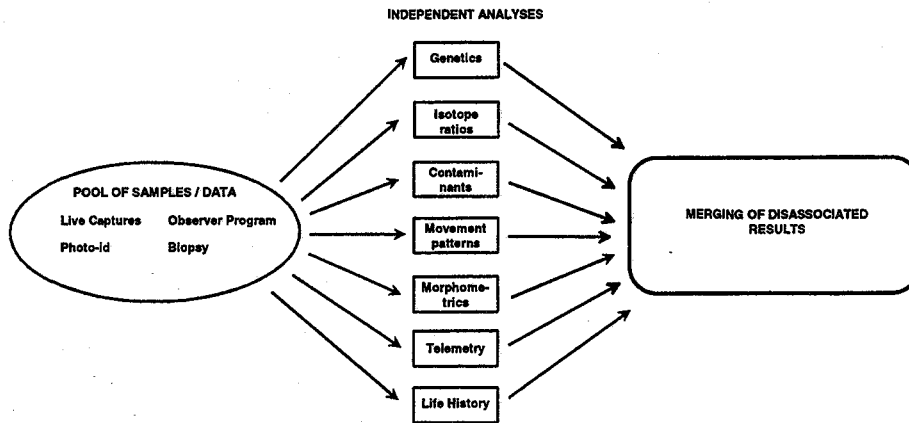 INDEPENDENT ANALYSES
Genetics
Isotope
ratios
Contami-
nants
Movement
patterns
Morphome-
trics
Telemetry
Life History
POOL OF SAMPLES / DATA
Live Captures Observer Program
Photo-id Biopsy
MERGING OF DISASSOCIATED
RESULTS